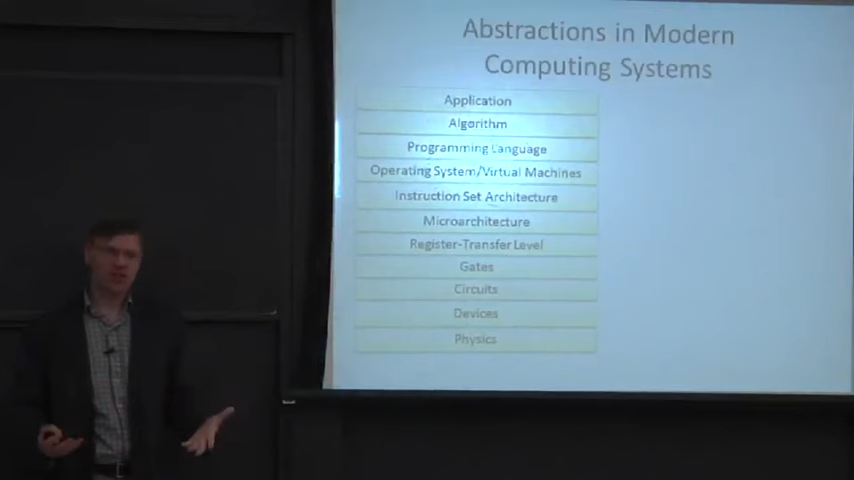 Abstractions in Modern
Computing Systems
Application
Algorithm
Programming Language
Operating System/Virtual Machines
Instruction Set Architecture
Microarchitecture
Register-Transfer Level
Gates
Circuits
Devices
Physics